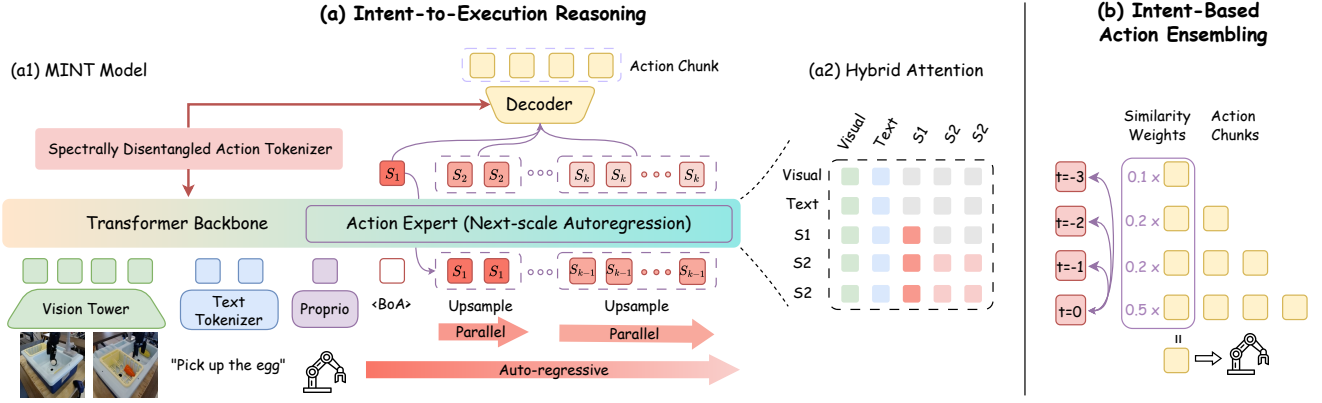 (a) Intent-to-Execution Reasoning
(b) Intent-Based
Action Ensembling
(a1) MINT Model
Action Chunk
(a2) Hybrid Attention
Decoder
Spectrally Disentangled Action Tokenizer
S1
S2 S2
Sk Sk Sk
Transformer Backbone
Action Expert (Next-scale Autoregression)
S1 S1
Sk-1 Sk-1 Sk-1
Vision Tower
Text
Tokenizer
Proprio
<BoA>
Upsample
Upsample
Parallel
Parallel
"Pick up the egg"
Auto-regressive
Visual Text S1 S2 S2
Visual
Text
S1
S2
S2
Similarity
Weights
Action
Chunks
t=-3 0.1 x
t=-2 0.2 x
t=-1 0.2 x
t=0 0.5 x
=